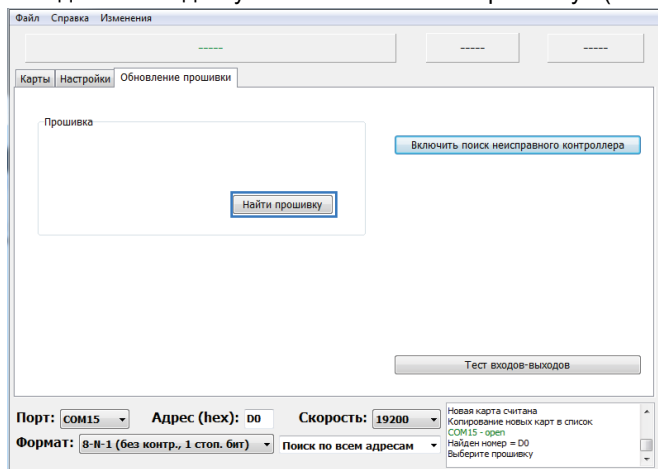 Файл Справка Изменения
----- ----- -----
Карты Настройки Обновление прошивки
Прошивка
Включить поиск неисправного контроллера
Найти прошивку
Тест входов-выходов
Порт: COM15 Адрес (hex): D0 Скорость: 19200
Формат: 8-N-1 (без контр., 1 стоп. бит) Поиск по всем адресам
Новая карта считана
Копирование новых карт в список
COM15 - open
Найден номер = D0
Выберите прошивку